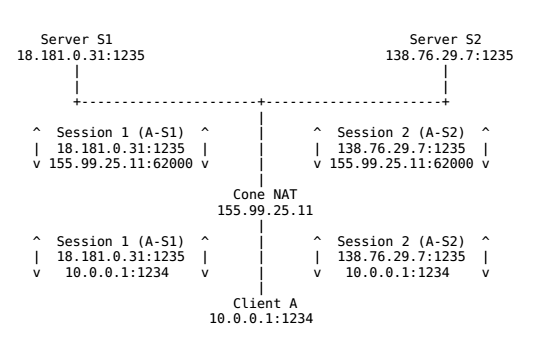 Server S1                                     Server S2
18.181.0.31:1235                              138.76.29.7:1235
       |                                             |
       |                                             |
       +----------------------+----------------------+
                              |
 ^  Session 1 (A-S1)  ^       |      ^  Session 2 (A-S2)  ^
 |  18.181.0.31:1235  |       |      |  138.76.29.7:1235  |
 v 155.99.25.11:62000 v       |      v 155.99.25.11:62000 v
                              |
                           Cone NAT
                         155.99.25.11
                              |
 ^  Session 1 (A-S1)  ^       |      ^  Session 2 (A-S2)  ^
 |  18.181.0.31:1235  |       |      |  138.76.29.7:1235  |
 v   10.0.0.1:1234    v       |      v   10.0.0.1:1234    v
                              |
                           Client A
                        10.0.0.1:1234